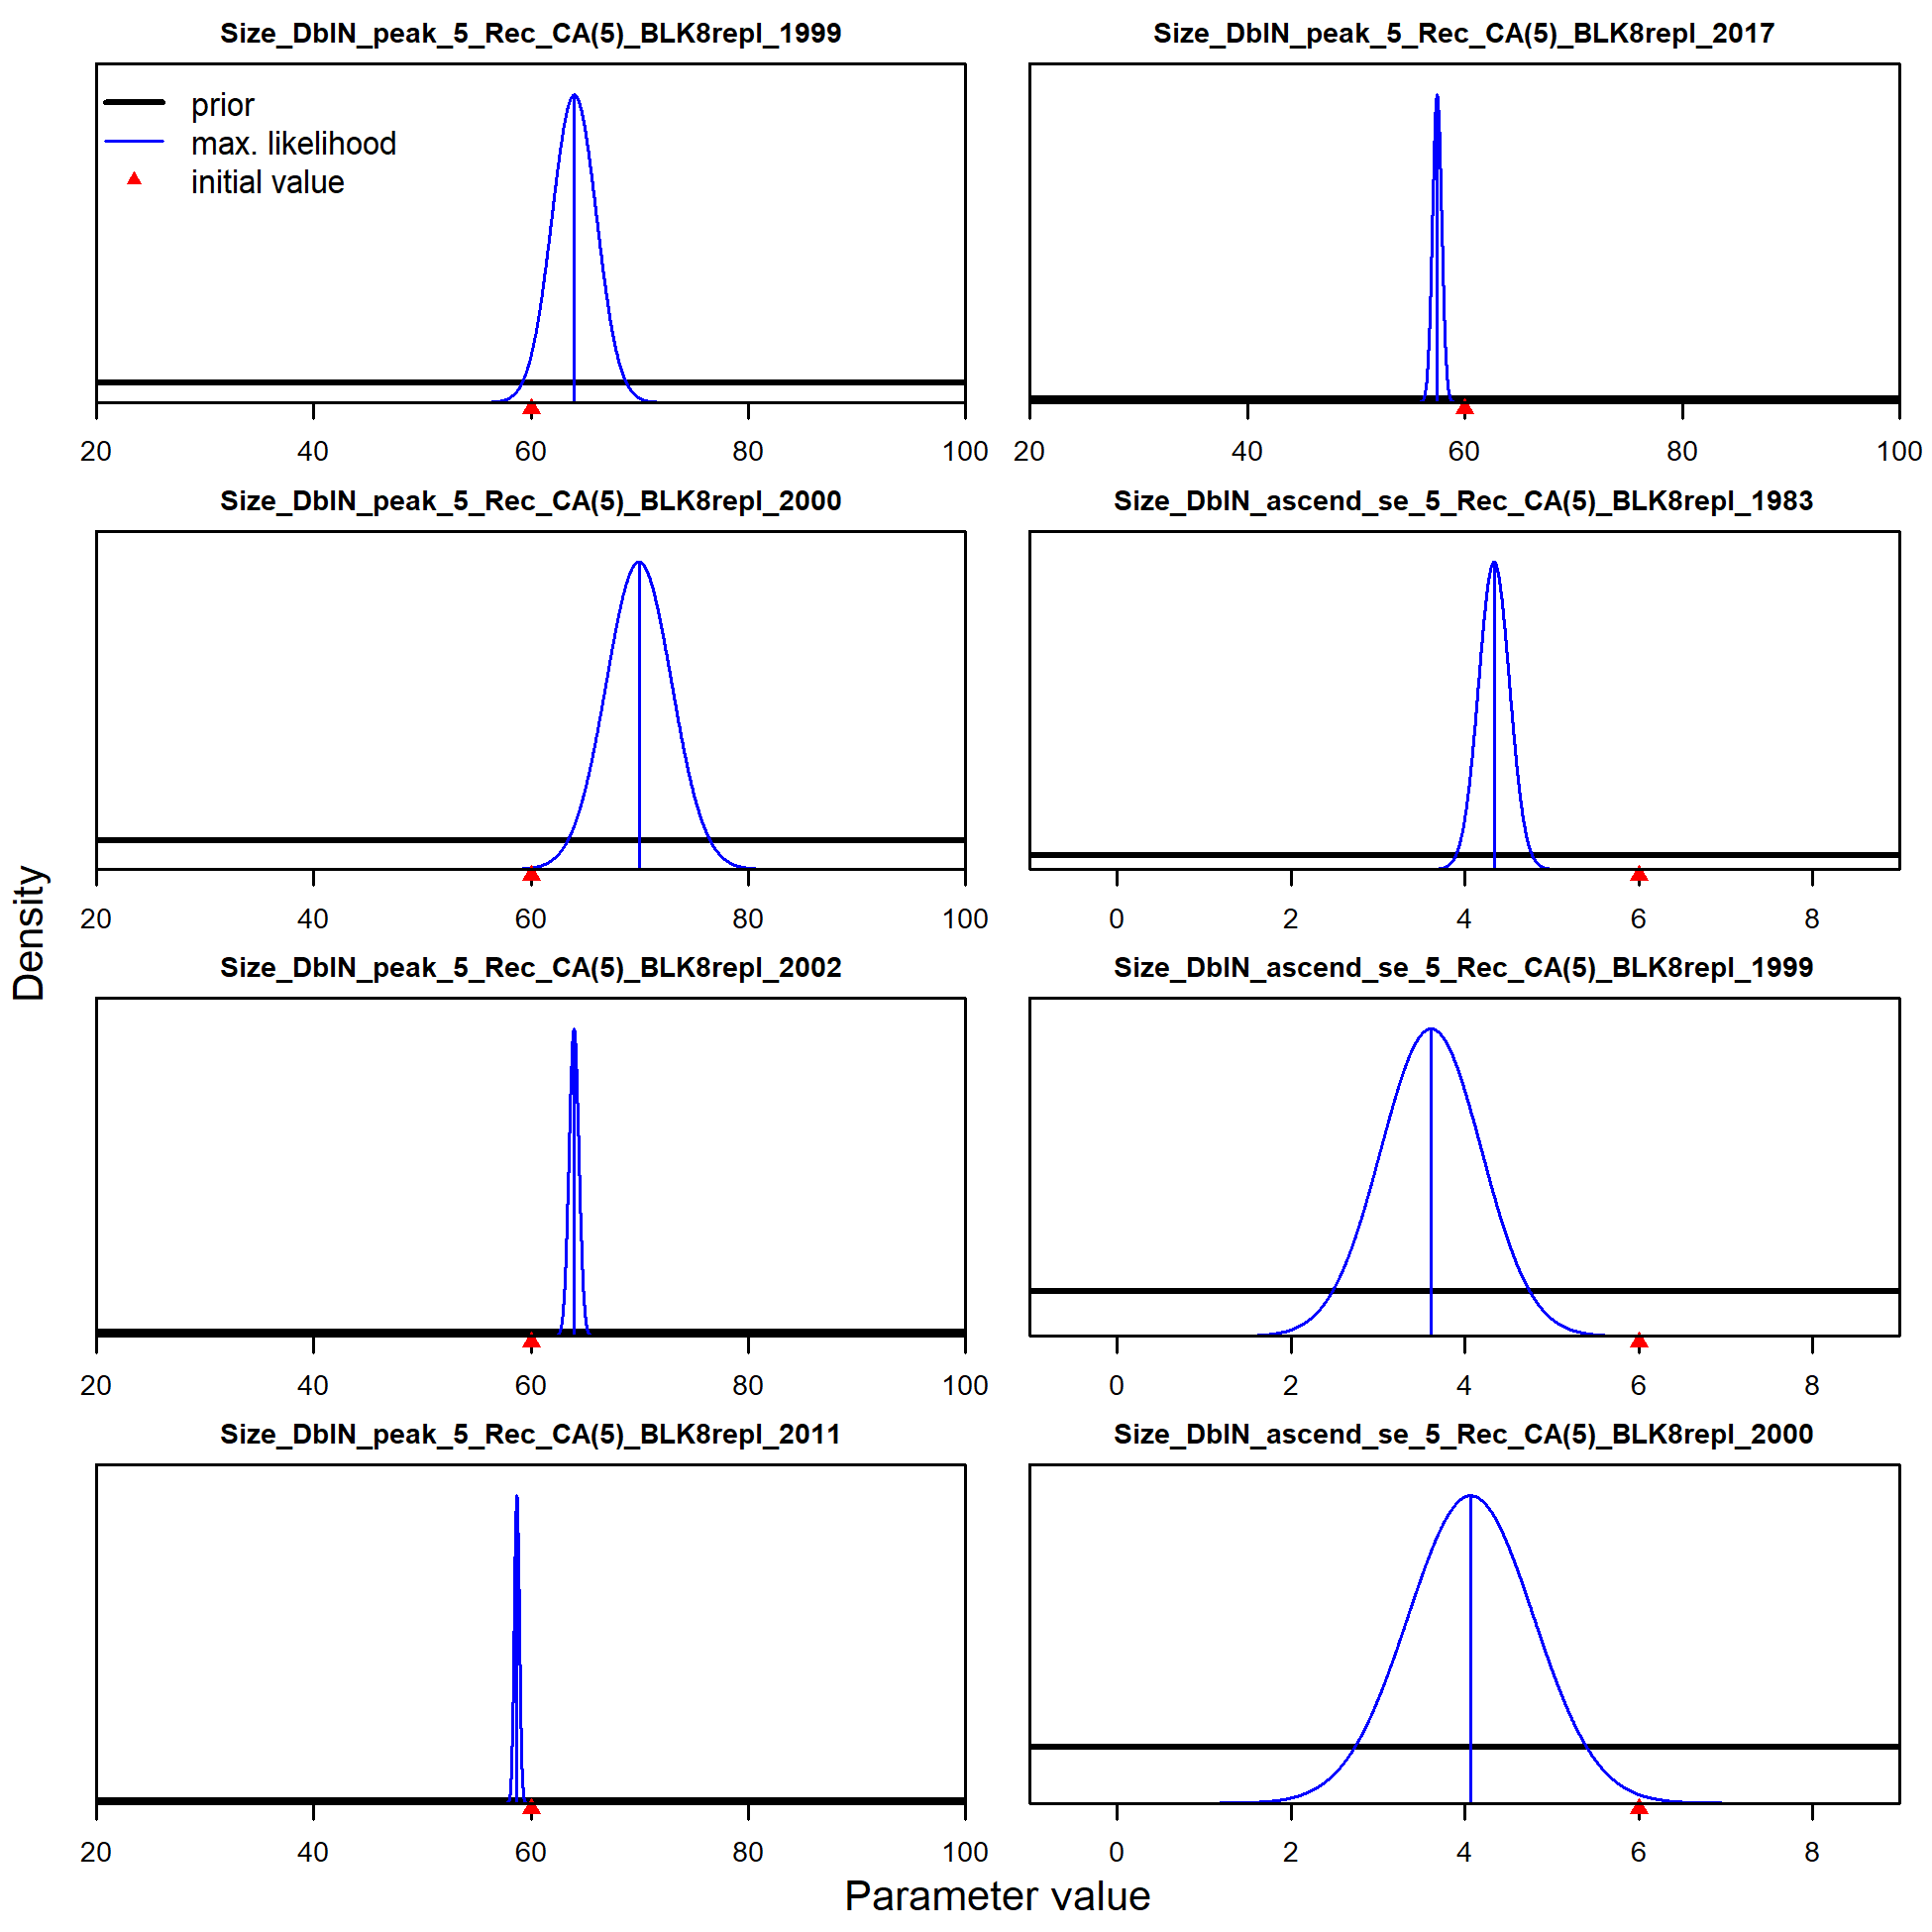 Size_DblN_peak_5_Rec_CA(5)_BLK8repl_1999
prior
max. likelihood
initial value
20 40 60 80 100
Size_DblN_peak_5_Rec_CA(5)_BLK8repl_2017
20 40 60 80 100
Size_DblN_peak_5_Rec_CA(5)_BLK8repl_2000
20 40 60 80 100
Size_DblN_ascend_se_5_Rec_CA(5)_BLK8repl_1983
0 2 4 6 8
Size_DblN_peak_5_Rec_CA(5)_BLK8repl_2002
20 40 60 80 100
Size_DblN_ascend_se_5_Rec_CA(5)_BLK8repl_1999
0 2 4 6 8
Size_DblN_peak_5_Rec_CA(5)_BLK8repl_2011
20 40 60 80 100
Size_DblN_ascend_se_5_Rec_CA(5)_BLK8repl_2000
0 2 4 6 8
Density
Parameter value